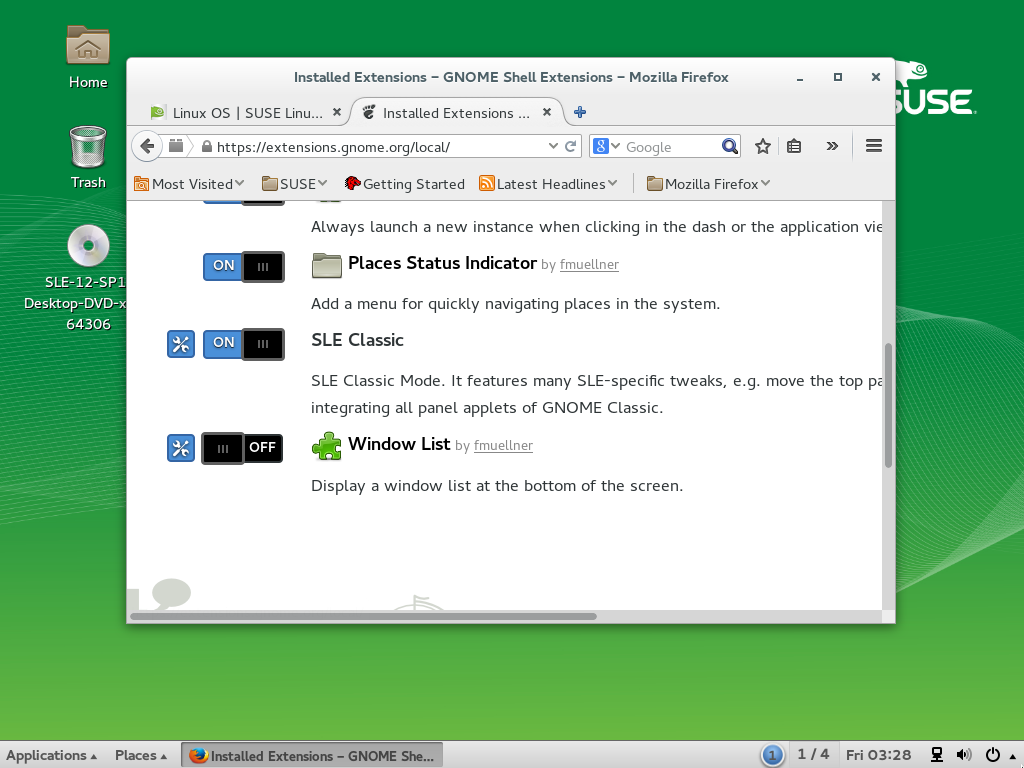 Home
Trash
SLE-12-SP1
Desktop-DVD-x
64306
SUSE
Installed Extensions – GNOME Shell Extensions – Mozilla Firefox
Linux OS | SUSE Linu...
Installed Extensions ...
https://extensions.gnome.org/local/
8
Google
Most Visited
SUSE
Getting Started
Latest Headlines
Mozilla Firefox
Always launch a new instance when clicking in the dash or the application vie
ON
Places Status Indicator by fmuellner
Add a menu for quickly navigating places in the system.
ON
SLE Classic
SLE Classic Mode. It features many SLE-specific tweaks, e.g. move the top pa
integrating all panel applets of GNOME Classic.
OFF
Window List by fmuellner
Display a window list at the bottom of the screen.
Applications
Places
Installed Extensions – GNOME She...
1
1 / 4
Fri 03:28